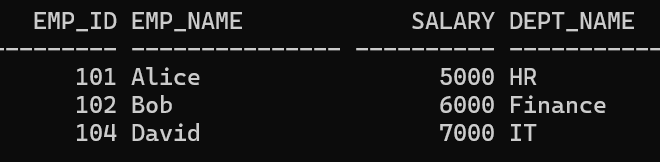 EMP_ID EMP_NAME SALARY DEPT_NAME
--------- --------------- ---------- -----------
101 Alice 5000 HR
102 Bob 6000 Finance
104 David 7000 IT